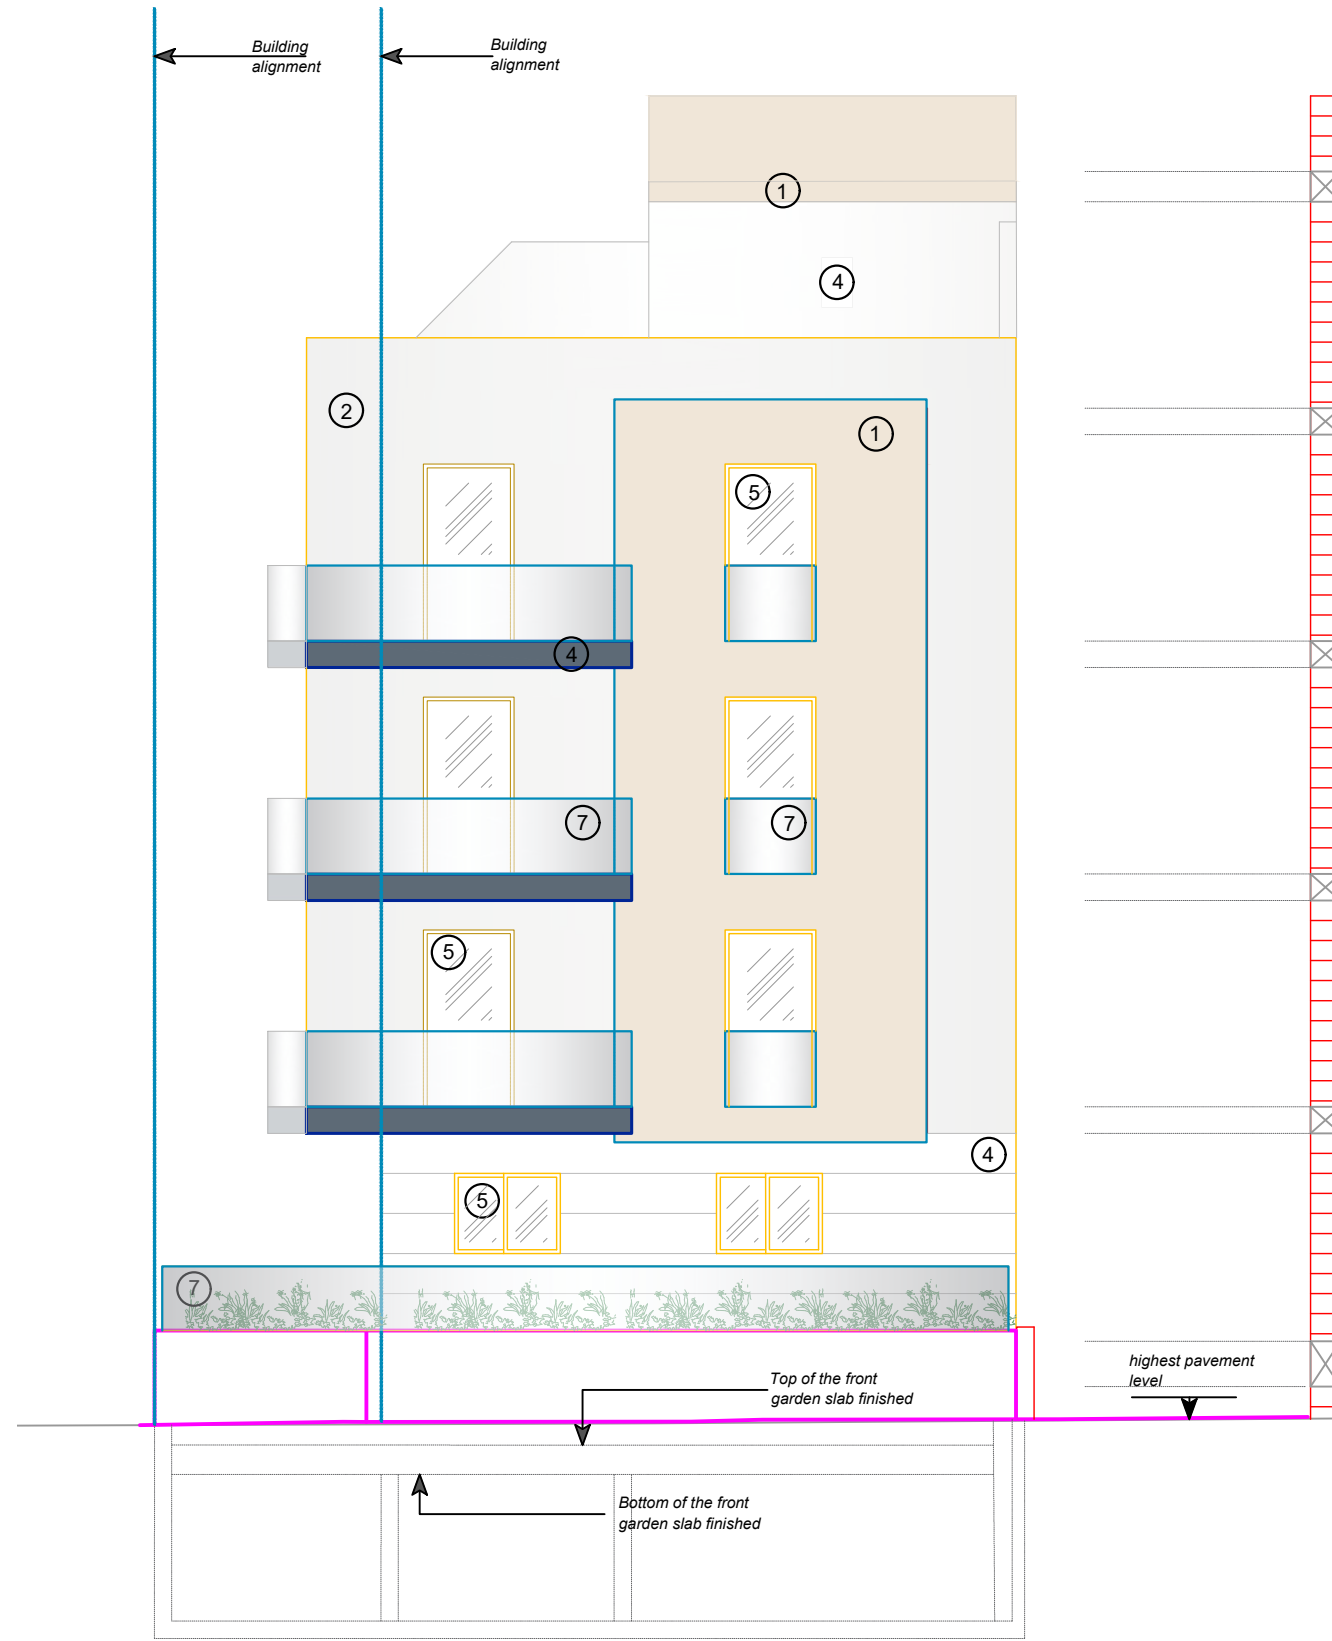 Building
alignment
Building
alignment
1
4
2
1
5
4
7
7
5
4
5
7
highest pavement
level
Top of the front
garden slab finished
Bottom of the front
garden slab finished